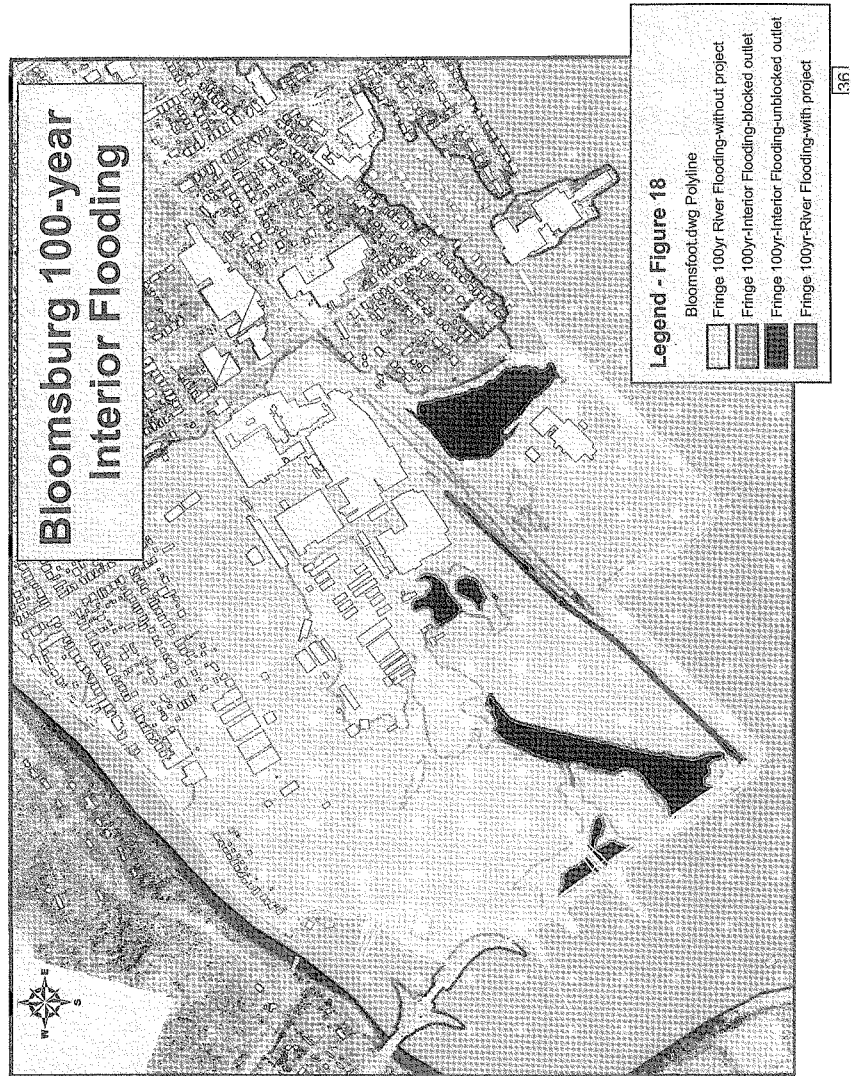 Bloomsburg 100-year
Interior Flooding
N
W
E
S
Legend - Figure 18
Bloomsfoot.dwg Polyline
Fringe 100yr River Flooding-without project
Fringe 100yr-Interior Flooding-blocked outlet
Fringe 100yr-Interior Flooding-unblocked outlet
Fringe 100yr-River Flooding-with project
36